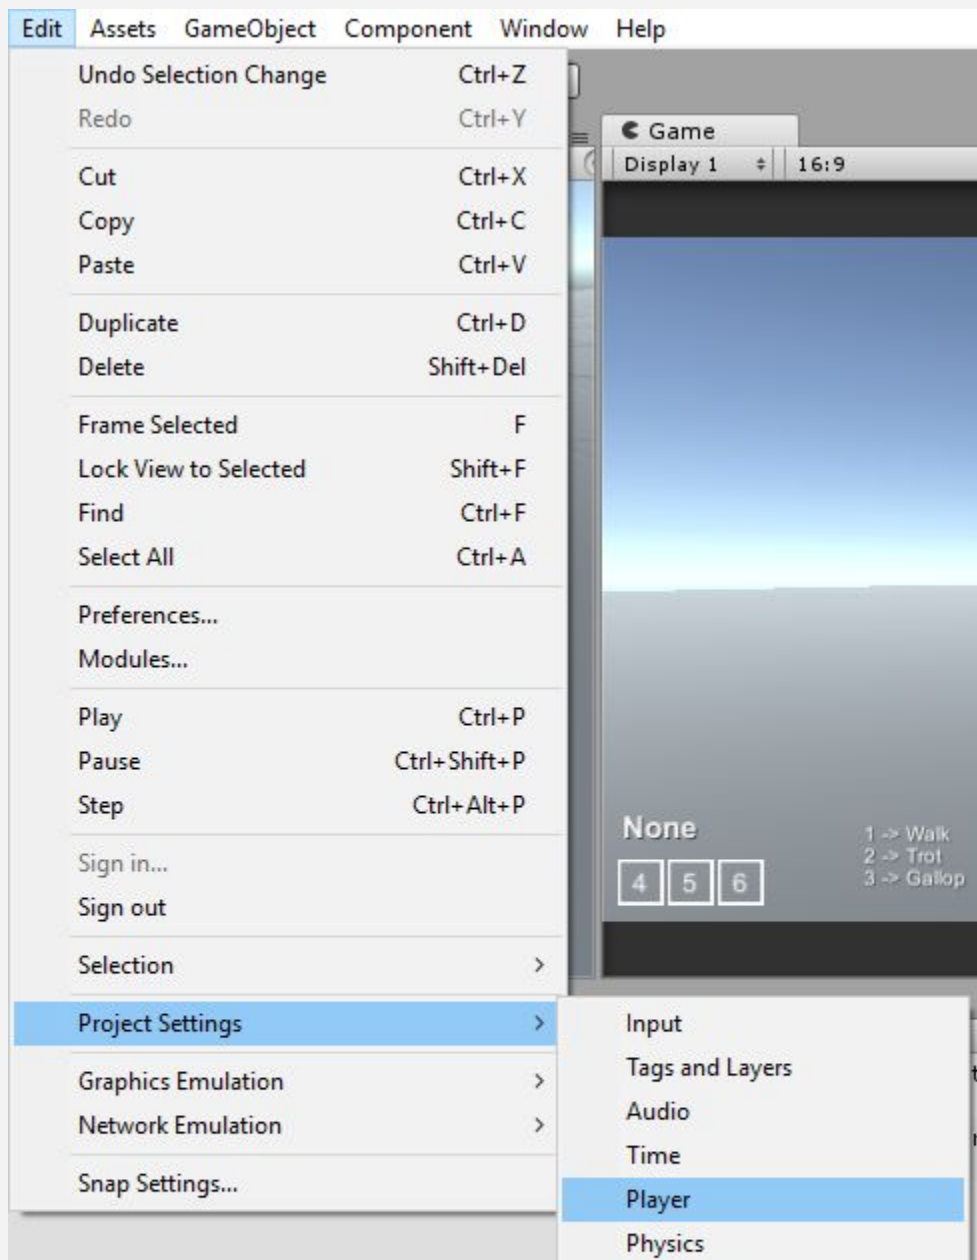 Edit Assets GameObject Component Window Help
Undo Selection Change Ctrl+Z
Redo Ctrl+Y
Cut Ctrl+X
Copy Ctrl+C
Paste Ctrl+V
Duplicate Ctrl+D
Delete Shift+Del
Frame Selected F
Lock View to Selected Shift+F
Find Ctrl+F
Select All Ctrl+A
Preferences...
Modules...
Play Ctrl+P
Pause Ctrl+Shift+P
Step Ctrl+Alt+P
Sign in...
Sign out
Selection
Project Settings
Graphics Emulation
Network Emulation
Snap Settings...
Input
Tags and Layers
Audio
Time
Player
Physics
Game
Display 1 16:9
None
4 5 6
1 -> Walk
2 -> Trot
3 -> Gallop